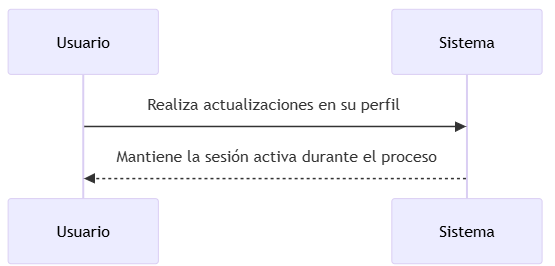 Usuario
Sistema
Realiza actualizaciones en su perfil
Mantiene la sesión activa durante el proceso
Usuario
Sistema